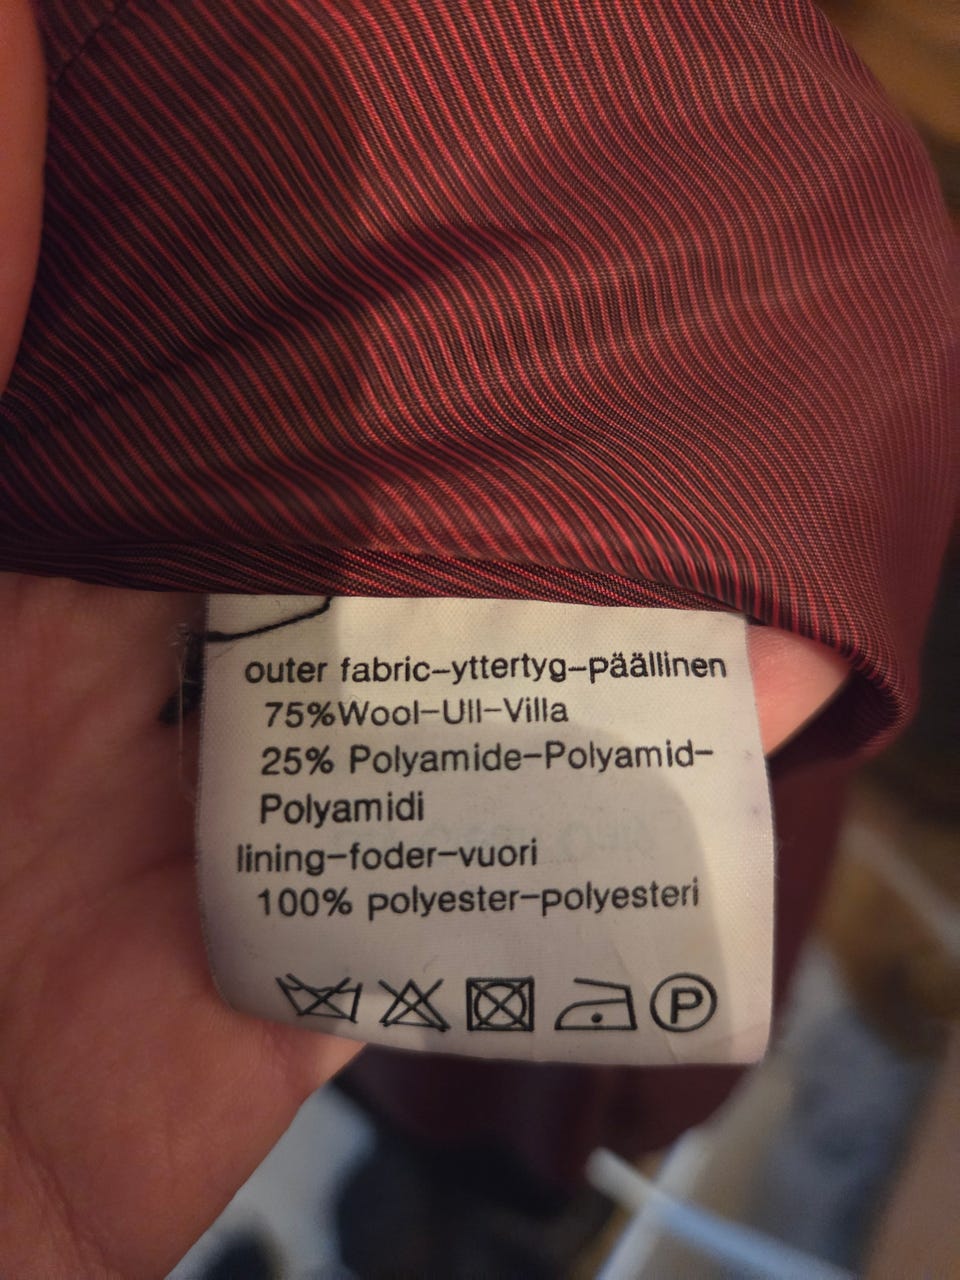 outer fabric-yttertyg-päällinen
75%Wool-Ull-Villa
25% Polyamide-Polyamid-
Polyamidi
lining-foder-vuori
100% polyester-polyesteri
P